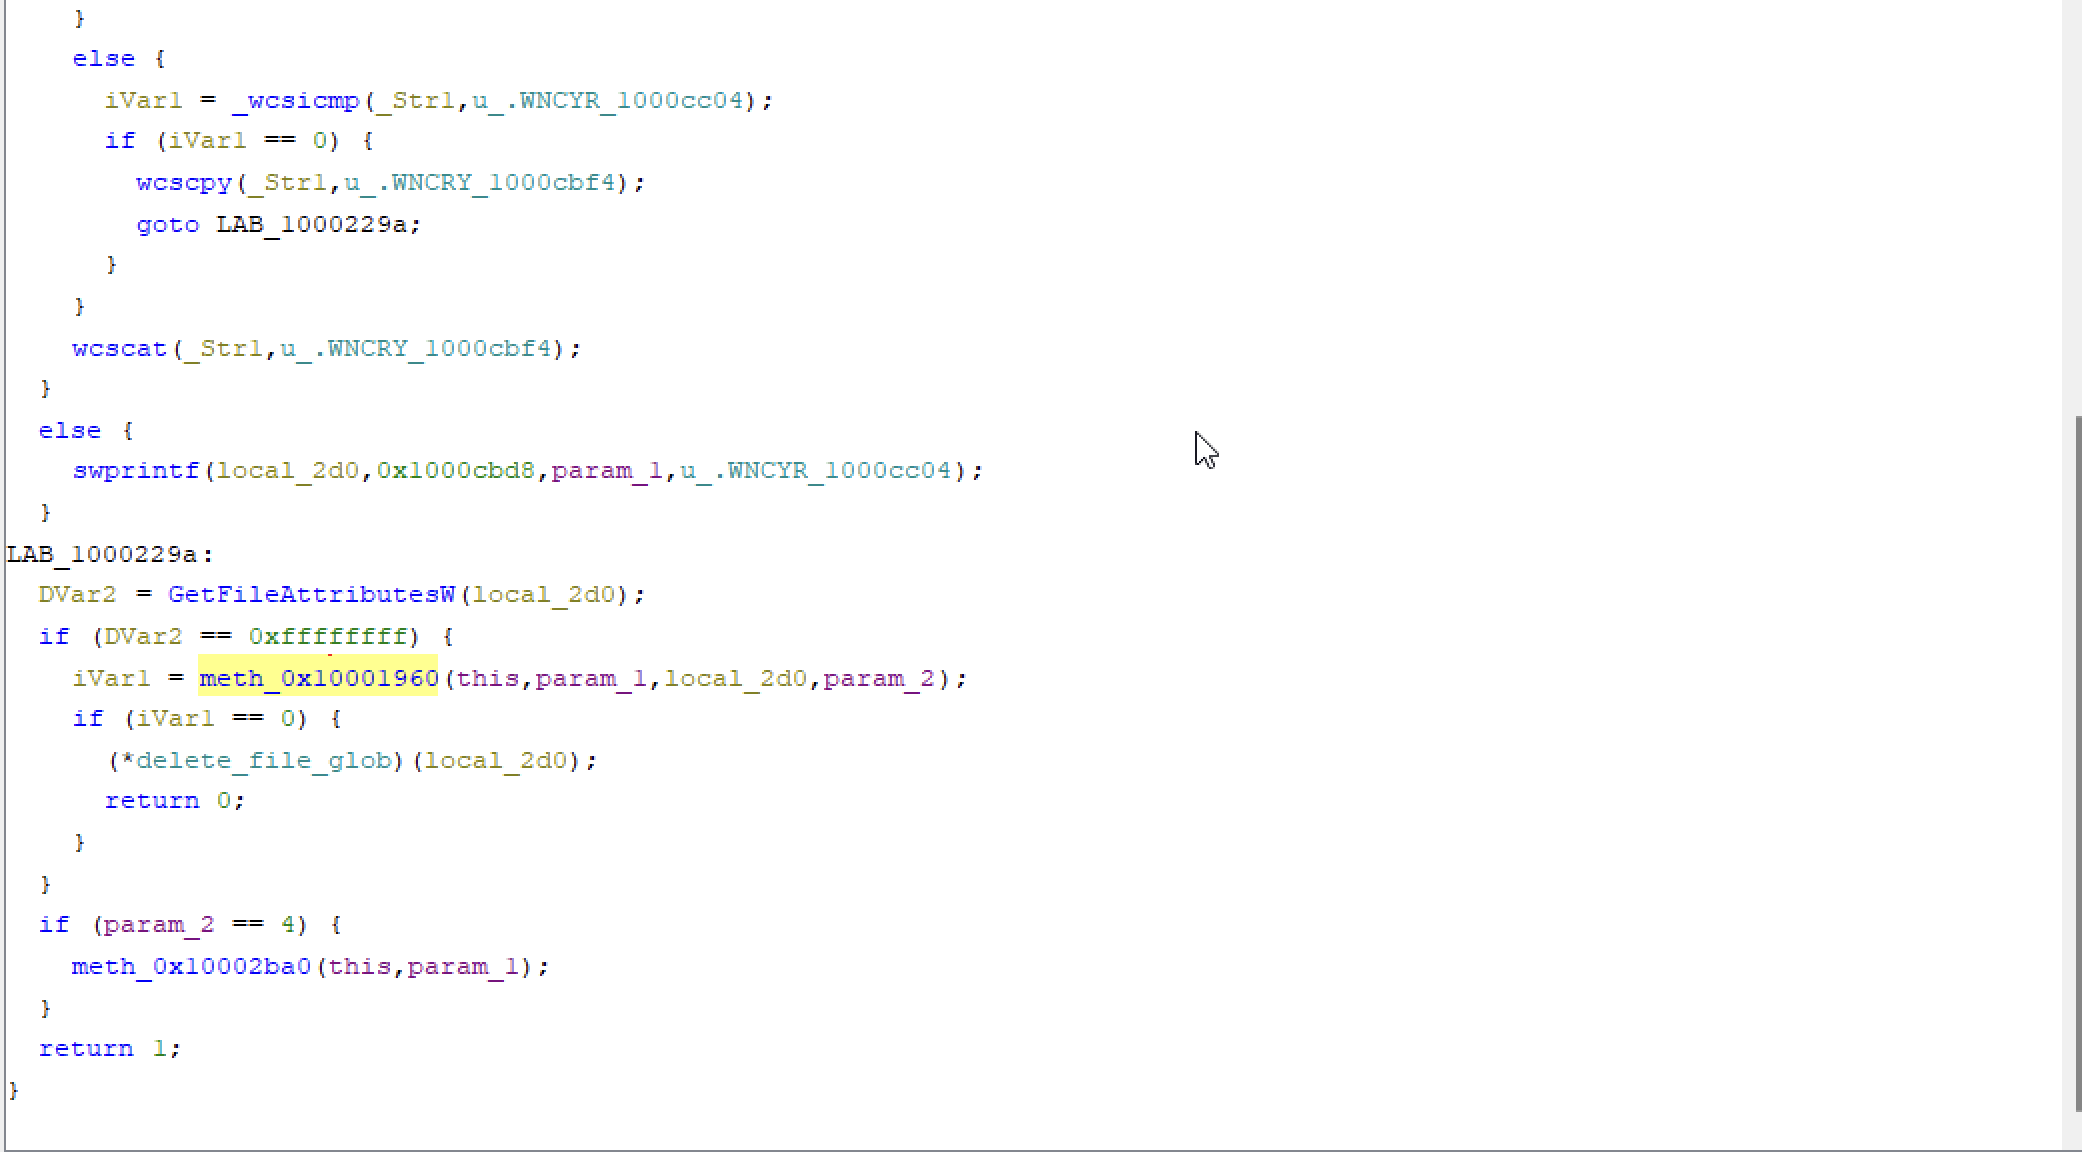 }
else {
iVar1 = _wcsicmp(_Str1,u_.WNCYR_1000cc04);
if (iVar1 == 0) {
wcscpy(_Str1,u_.WNCRY_1000cbf4);
goto LAB_1000229a;
}
}
wcscat(_Str1,u_.WNCRY_1000cbf4);
}
else {
swprintf(local_2d0,0x1000cbd8,param_1,u_.WNCYR_1000cc04);
}
LAB_1000229a:
DVar2 = GetFileAttributesW(local_2d0);
if (DVar2 == 0xffffffff) {
iVar1 = meth_0x10001960(this,param_1,local_2d0,param_2);
if (iVar1 == 0) {
(*delete_file_glob)(local_2d0);
return 0;
}
}
if (param_2 == 4) {
meth_0x10002ba0(this,param_1);
}
return 1;
}